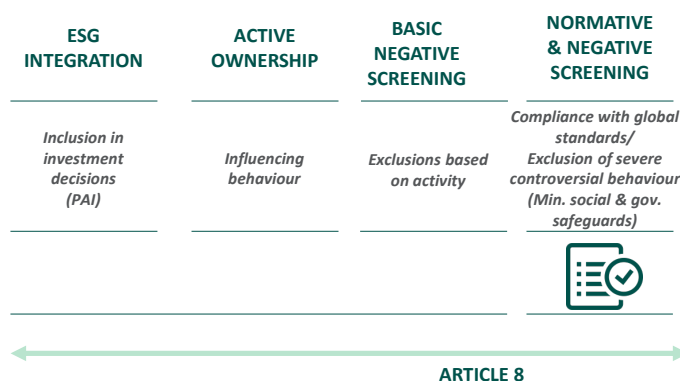 ESG
INTEGRATION
ACTIVE
OWNERSHIP
BASIC
NEGATIVE
SCREENING
NORMATIVE
& NEGATIVE
SCREENING
Inclusion in
investment
decisions
(PAI)
Influencing
behaviour
Exclusions based
on activity
Compliance with global
standards/
Exclusion of severe
controversial behaviour
(Min. social & gov.
safeguards)
ARTICLE 8